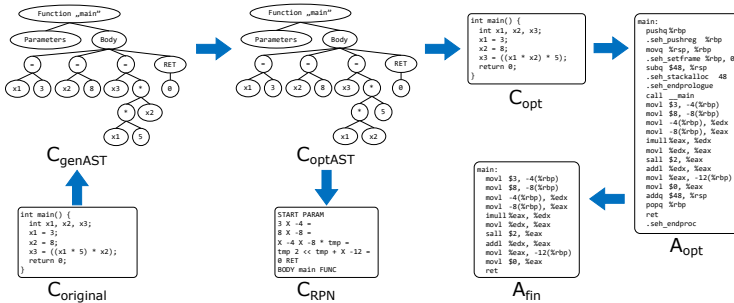 Function „main"
Parameters
Body
=
=
=
RET
x1
3
x2
8
x3
*
0
*
x2
x1
5
C_genAST
Function „main"
Parameters
Body
=
=
=
RET
x1
3
x2
8
x3
*
0
*
5
x1
x2
C_optAST
int main() {
int x1, x2, x3;
x1 = 3;
x2 = 8;
x3 = ((x1 * x2) * 5);
return 0;
}
C_opt
main:
pushq %rbp
.seh_pushreg %rbp
movq %rsp, %rbp
.seh_setframe %rbp, 0
subq $48, %rsp
.seh_stackalloc 48
.seh_endprologue
call __main
movl $3, -4(%rbp)
movl $8, -8(%rbp)
movl -4(%rbp), %edx
movl -8(%rbp), %eax
imull %eax, %edx
movl %edx, %eax
sall $2, %eax
addl %edx, %eax
movl %eax, -12(%rbp)
movl $0, %eax
addq $48, %rsp
popq %rbp
ret
.seh_endproc
A_opt
int main() {
int x1, x2, x3;
x1 = 3;
x2 = 8;
x3 = ((x1 * 5) * x2);
return 0;
}
C_original
START PARAM
3 X -4 =
8 X -8 =
X -4 X -8 * tmp =
tmp 2 << tmp + X -12 =
0 RET
BODY main FUNC
C_RPN
main:
movl $3, -4(%rbp)
movl $8, -8(%rbp)
movl -4(%rbp), %edx
movl -8(%rbp), %eax
imull %eax, %edx
movl %edx, %eax
sall $2, %eax
addl %edx, %eax
movl %eax, -12(%rbp)
movl $0, %eax
ret
A_fin